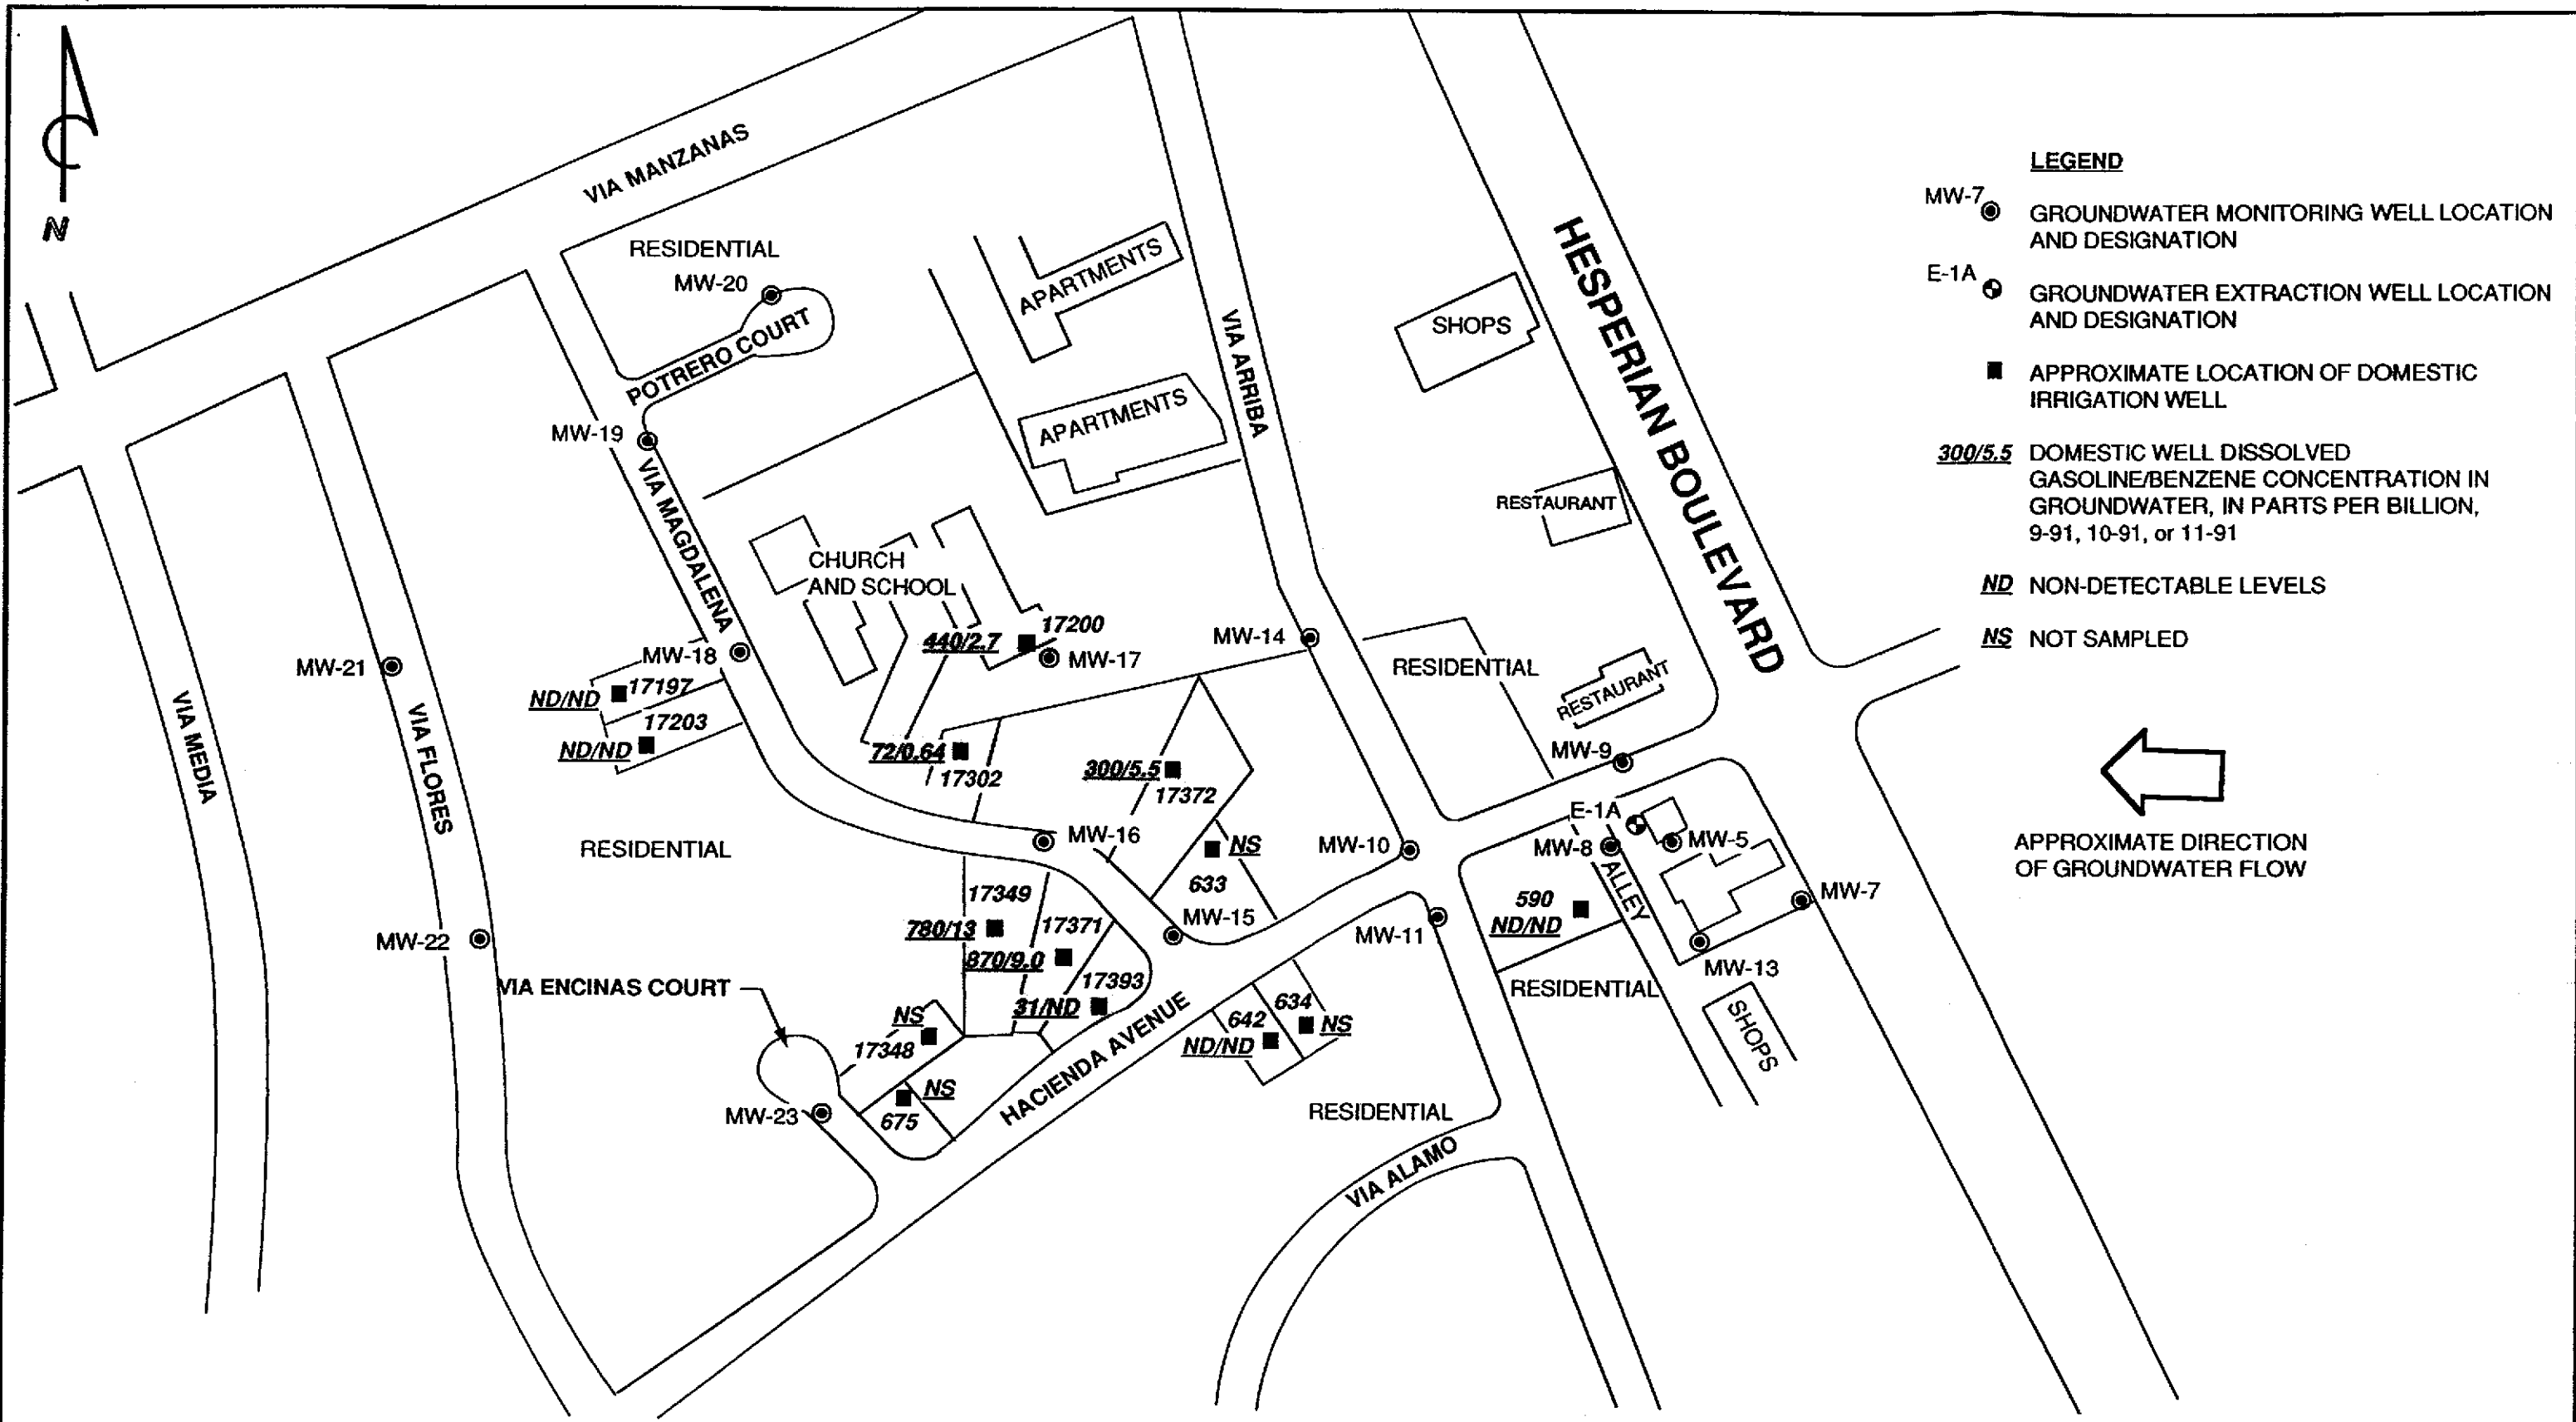 N
VIA MANZANAS
RESIDENTIAL
MW-20
POTRERO COURT
APARTMENTS
APARTMENTS
VIA ARRIBA
SHOPS
HESPERIAN BOULEVARD
RESTAURANT
MW-19
VIA MAGDALENA
CHURCH
AND SCHOOL
440/2.7
17200
MW-17
MW-14
RESIDENTIAL
RESTAURANT
MW-18
MW-21
ND/ND
17197
17203
ND/ND
VIA MEDIA
VIA FLORES
72/0.64
17302
300/5.5
17372
MW-9
E-1A
MW-5
MW-8
ALLEY
MW-7
MW-10
MW-16
NS
633
RESIDENTIAL
17349
780/13
17371
870/9.0
MW-15
MW-11
590
ND/ND
MW-13
RESIDENTIAL
SHOPS
MW-22
VIA ENCINAS COURT
17393
31/ND
NS
17348
HACIENDA AVENUE
642
ND/ND
634
NS
NS
675
MW-23
RESIDENTIAL
VIA ALAMO
LEGEND
MW-7
GROUNDWATER MONITORING WELL LOCATION
AND DESIGNATION
E-1A
GROUNDWATER EXTRACTION WELL LOCATION
AND DESIGNATION
APPROXIMATE LOCATION OF DOMESTIC
IRRIGATION WELL
300/5.5 DOMESTIC WELL DISSOLVED
GASOLINE/BENZENE CONCENTRATION IN
GROUNDWATER, IN PARTS PER BILLION,
9-91, 10-91, or 11-91
ND NON-DETECTABLE LEVELS
NS NOT SAMPLED
APPROXIMATE DIRECTION
OF GROUNDWATER FLOW